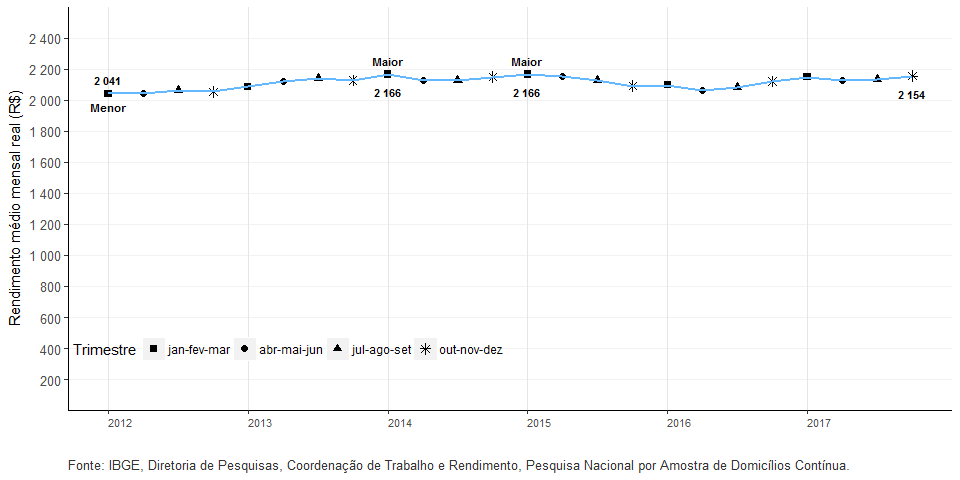 Rendimento médio mensal real (R$)
2 400
2 200
2 000
1 800
1 600
1 400
1 200
1 000
800
600
400
200
2 041
Menor
Maior
2 166
Maior
2 166
2 154
Trimestre jan-fev-mar abr-mai-jun jul-ago-set out-nov-dez
2012 2013 2014 2015 2016 2017
Fonte: IBGE, Diretoria de Pesquisas, Coordenação de Trabalho e Rendimento, Pesquisa Nacional por Amostra de Domicílios Contínua.